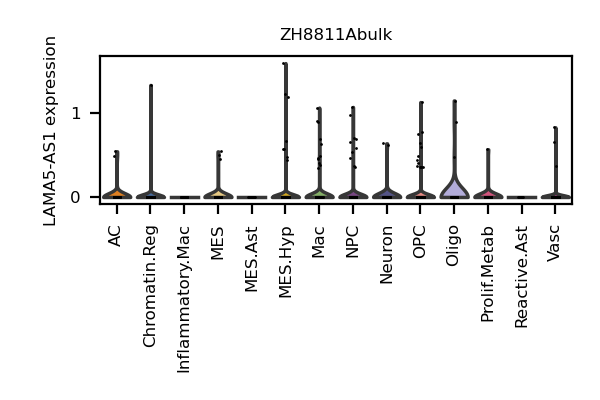 ZH8811Abulk
LAMA5-AS1 expression
1
0
AC
Chromatin.Reg
Inflammatory.Mac
MES
MES.Ast
MES.Hyp
Mac
NPC
Neuron
OPC
Oligo
Prolif.Metab
Reactive.Ast
Vasc